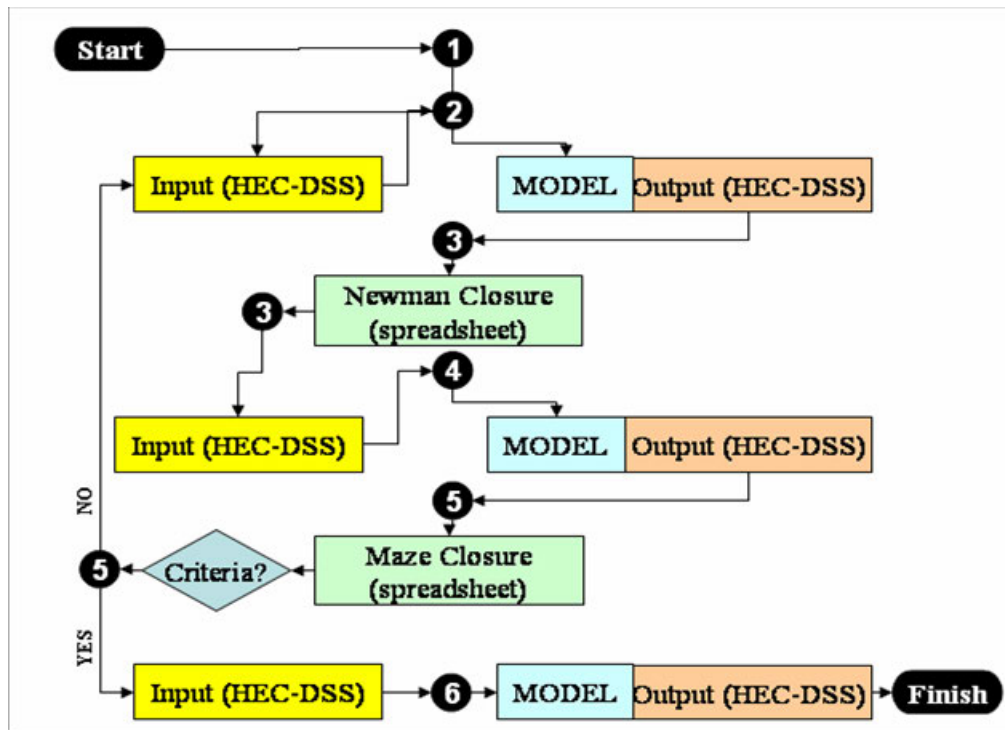 Start
1
2
Input (HEC-DSS)
MODEL
Output (HEC-DSS)
3
Newman Closure
(spreadsheet)
3
4
Input (HEC-DSS)
MODEL
Output (HEC-DSS)
5
Maze Closure
(spreadsheet)
Criteria?
5
NO
YES
Input (HEC-DSS)
6
MODEL
Output (HEC-DSS)
Finish